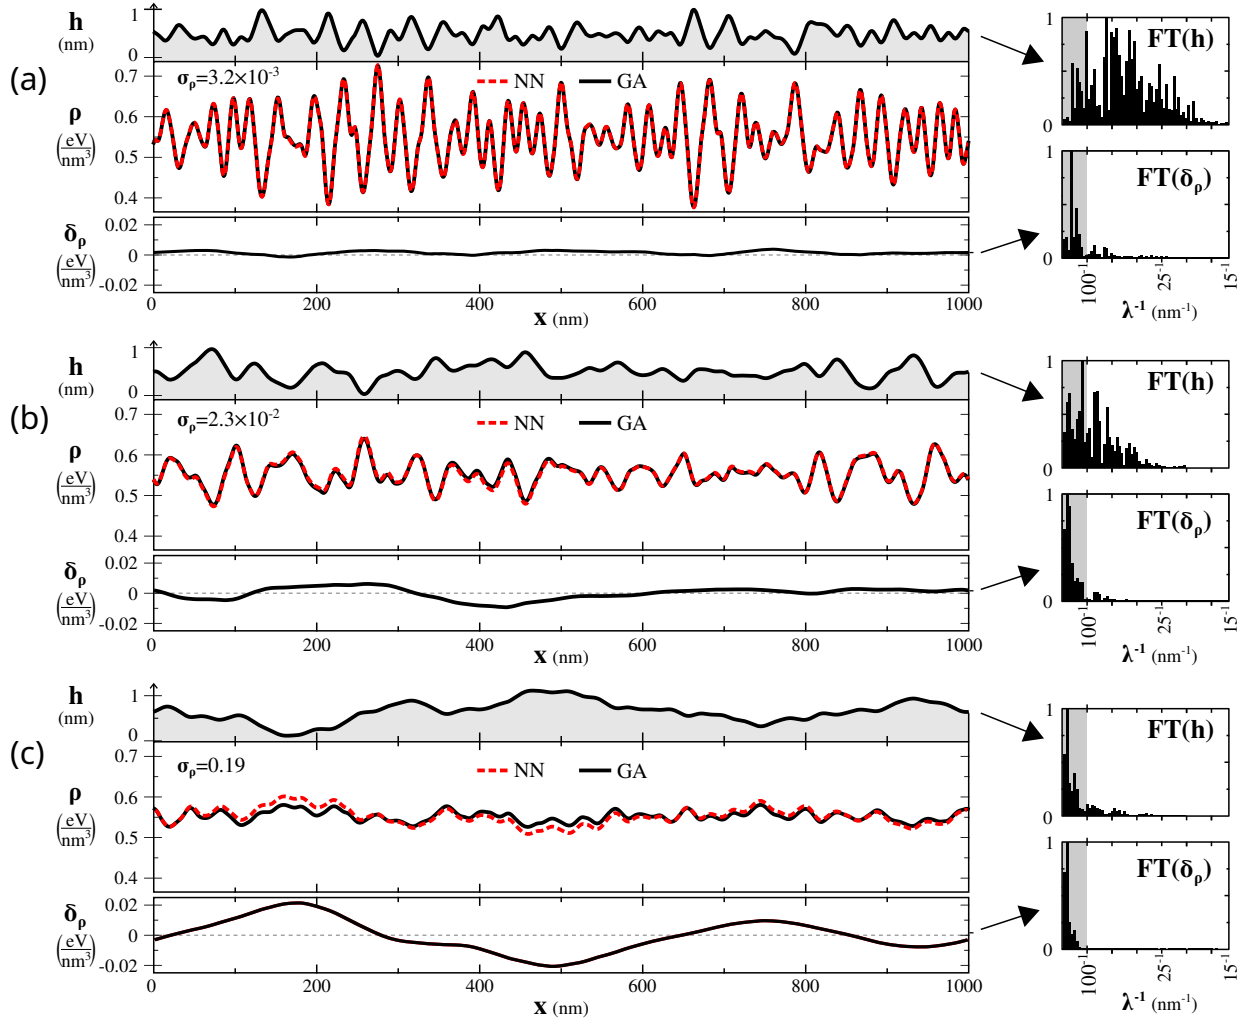 (a)
h
(nm)
1
0
σρ=3.2×10⁻³
NN
GA
ρ
(eV/nm³)
0.7
0.6
0.5
0.4
δρ
(eV/nm³)
0.02
0
-0.02
0 200 400 600 800 1000
x (nm)
FT(h)
1
0
FT(δρ)
1
0
100⁻¹ 25⁻¹ 15⁻¹
λ⁻¹ (nm⁻¹)
(b)
h
(nm)
1
0
σρ=2.3×10⁻²
NN
GA
ρ
(eV/nm³)
0.7
0.6
0.5
0.4
δρ
(eV/nm³)
0.02
0
-0.02
0 200 400 600 800 1000
x (nm)
FT(h)
1
0
FT(δρ)
1
0
100⁻¹ 25⁻¹ 15⁻¹
λ⁻¹ (nm⁻¹)
(c)
h
(nm)
1
0
σρ=0.19
NN
GA
ρ
(eV/nm³)
0.7
0.6
0.5
0.4
δρ
(eV/nm³)
0.02
0
-0.02
0 200 400 600 800 1000
x (nm)
FT(h)
1
0
FT(δρ)
1
0
100⁻¹ 25⁻¹ 15⁻¹
λ⁻¹ (nm⁻¹)